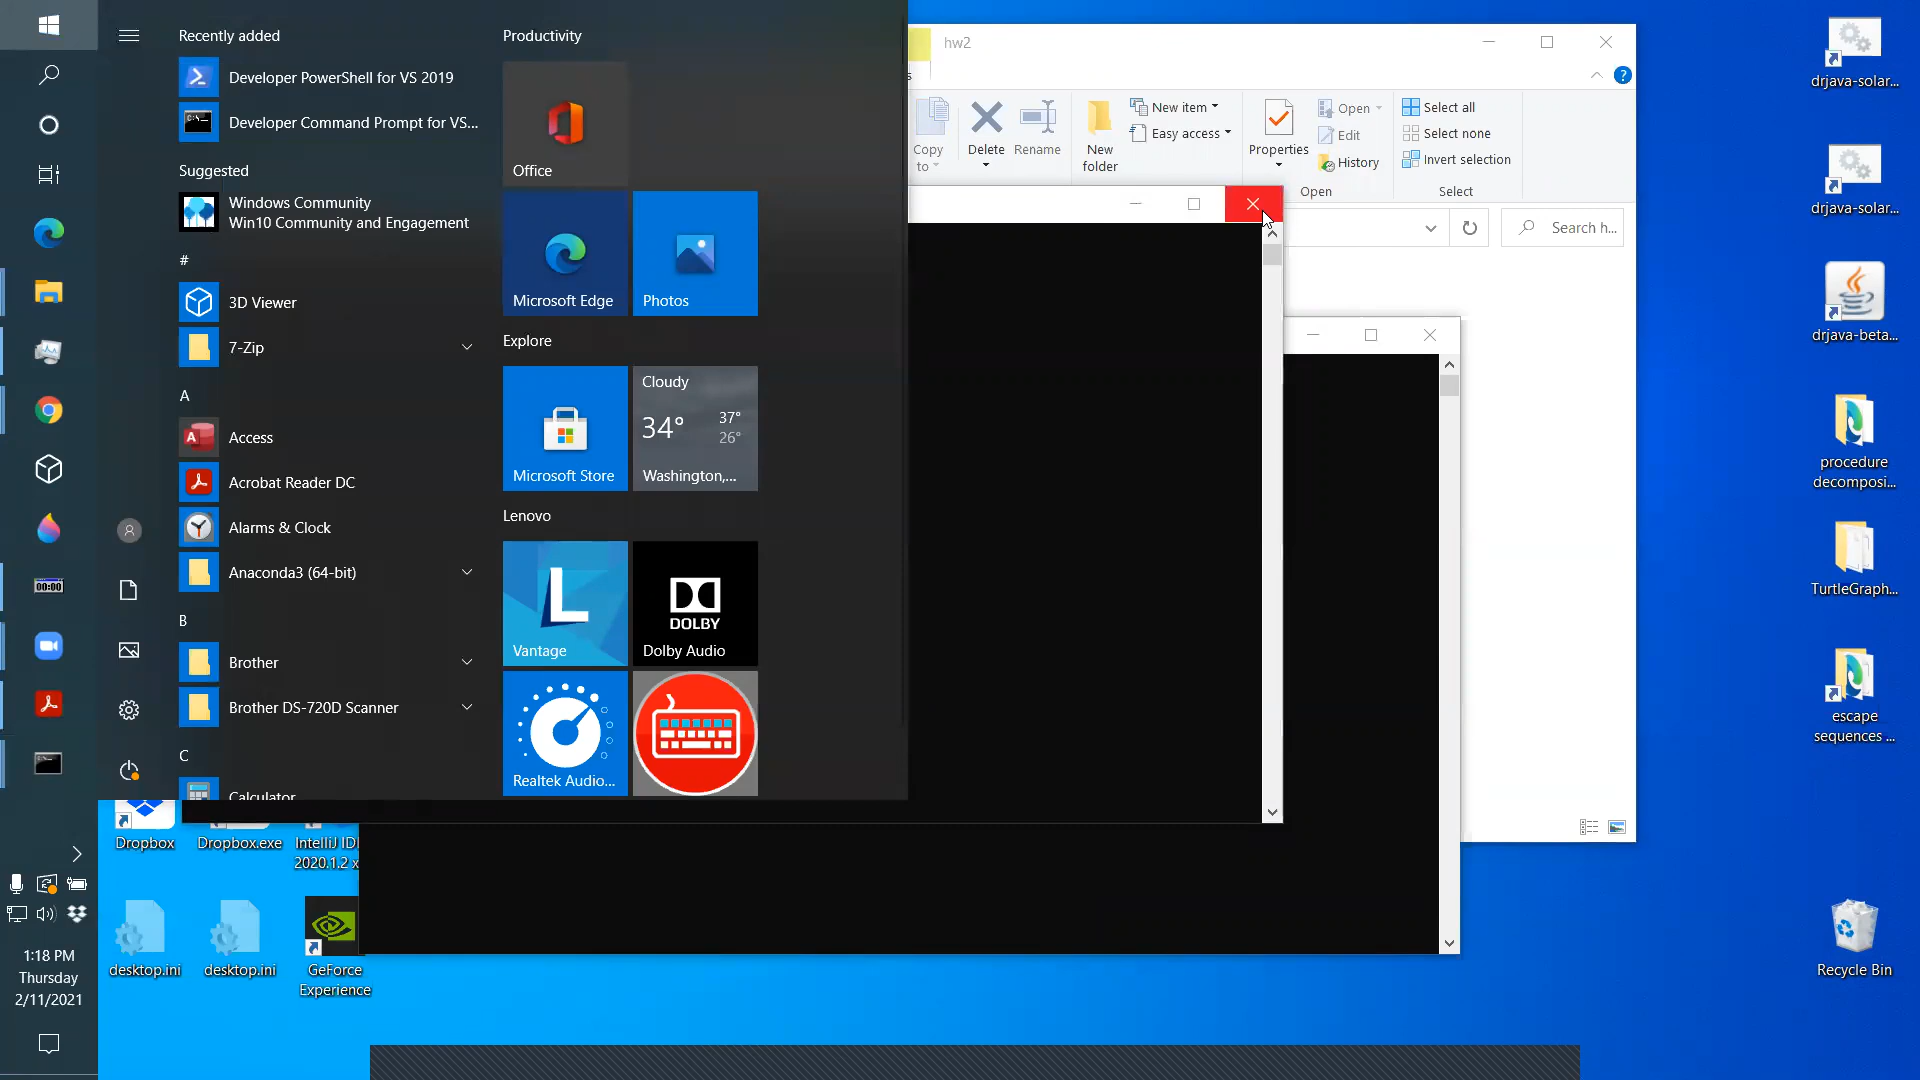 Recently added
Developer PowerShell for VS 2019
Developer Command Prompt for VS...
Suggested
Windows Community
Win10 Community and Engagement
#
3D Viewer
7-Zip
A
Access
Acrobat Reader DC
Alarms & Clock
Anaconda3 (64-bit)
B
Brother
Brother DS-720D Scanner
C
Calculator
Productivity
Office
Microsoft Edge
Photos
Explore
Microsoft Store
Cloudy
34°
37°
26°
Washington,...
Lenovo
Vantage
DOLBY
Dolby Audio
Realtek Audio...
hw2
Copy
to
Delete
Rename
New
folder
New item
Easy access
Properties
Open
Edit
History
Open
Select all
Select none
Invert selection
Select
Search h...
drjava-solar...
drjava-solar...
drjava-beta...
procedure
decomposi...
TurtleGraph...
escape
sequences ...
Recycle Bin
Dropbox
Dropbox.exe
IntelliJ ID
2020.1.2 x
desktop.ini
desktop.ini
GeForce
Experience
00:00
1:18 PM
Thursday
2/11/2021